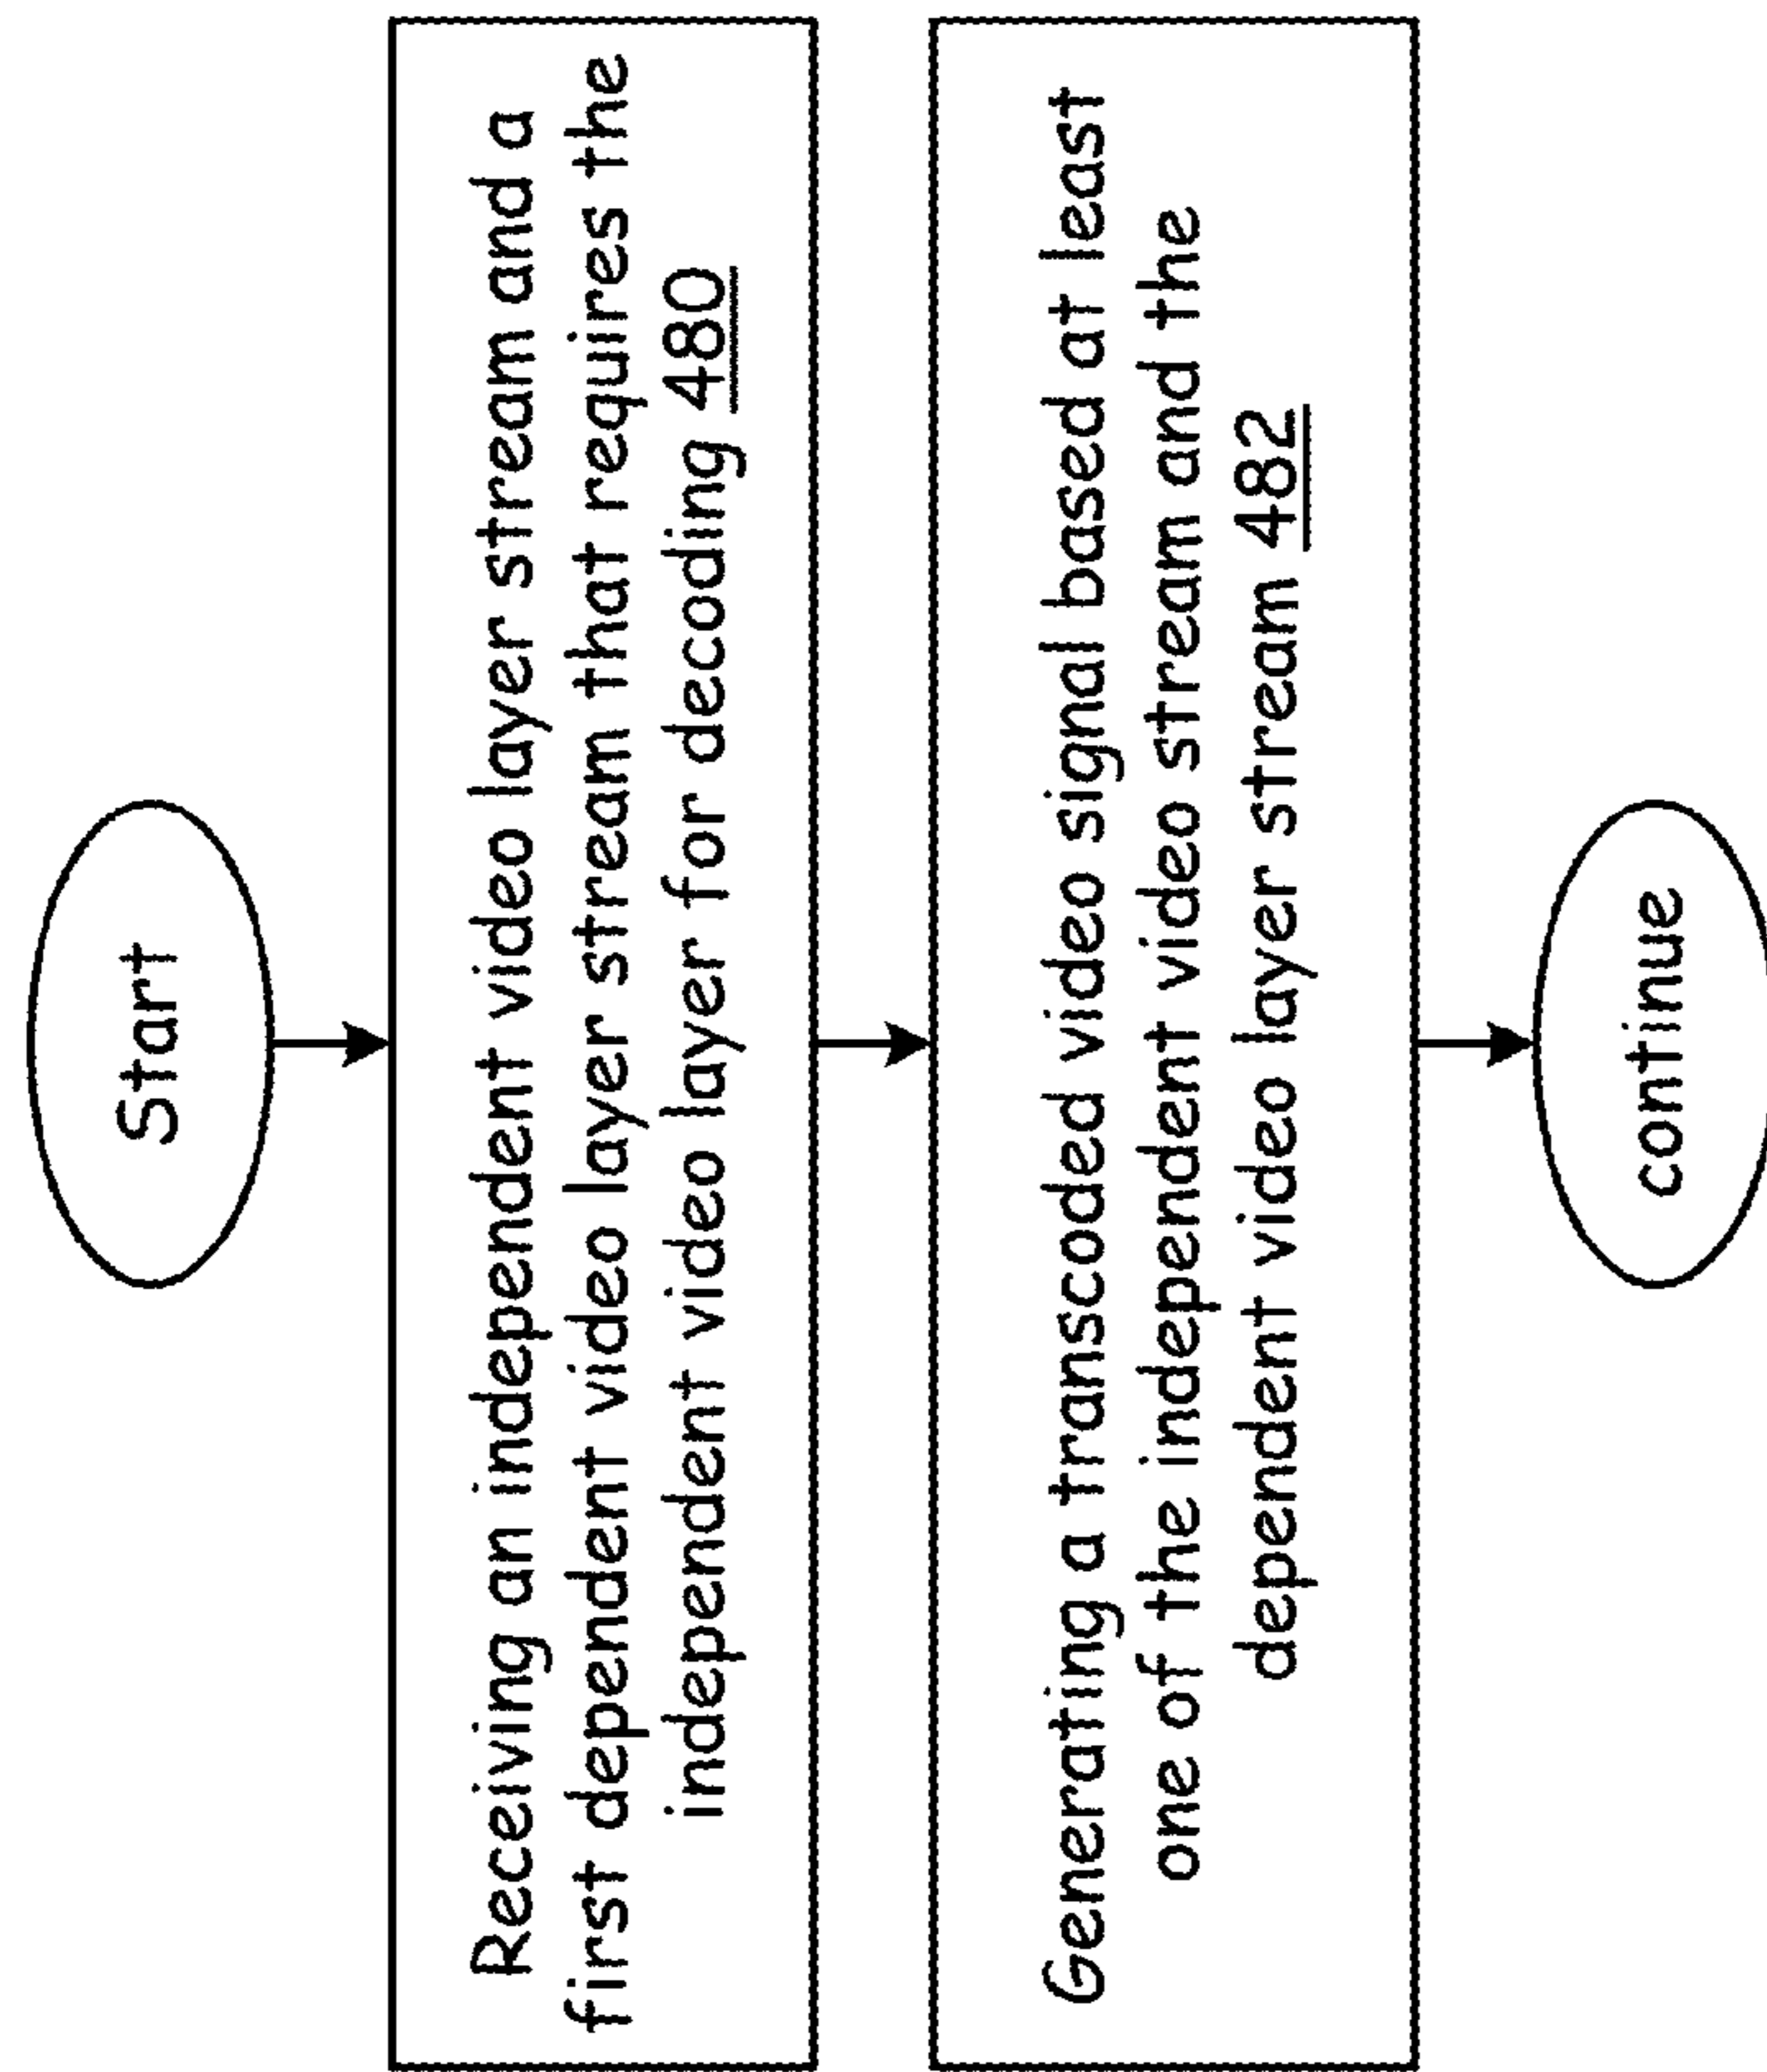 Start
Receiving an independent video layer stream and a
first dependent video layer stream that requires the
independent video layer for decoding 480
Generating a transcoded video signal based at least
one of the independent video stream and the
dependent video layer stream 482
continue